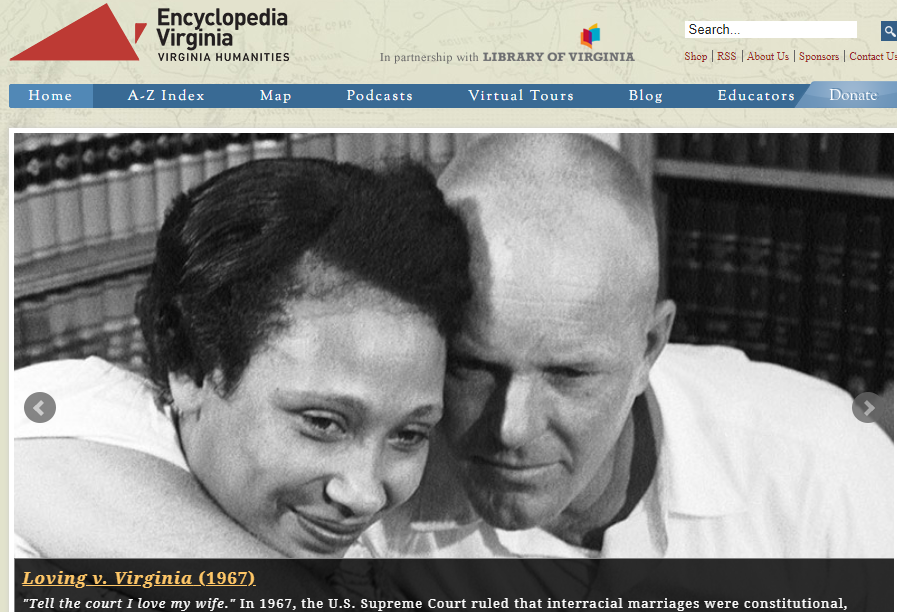 Encyclopedia
Virginia
VIRGINIA HUMANITIES
In partnership with LIBRARY OF VIRGINIA
Search...
Shop | RSS | About Us | Sponsors | Contact Us
Home A-Z Index Map Podcasts Virtual Tours Blog Educators Donate
Loving v. Virginia (1967)
"Tell the court I love my wife." In 1967, the U.S. Supreme Court ruled that interracial marriages were constitutional,